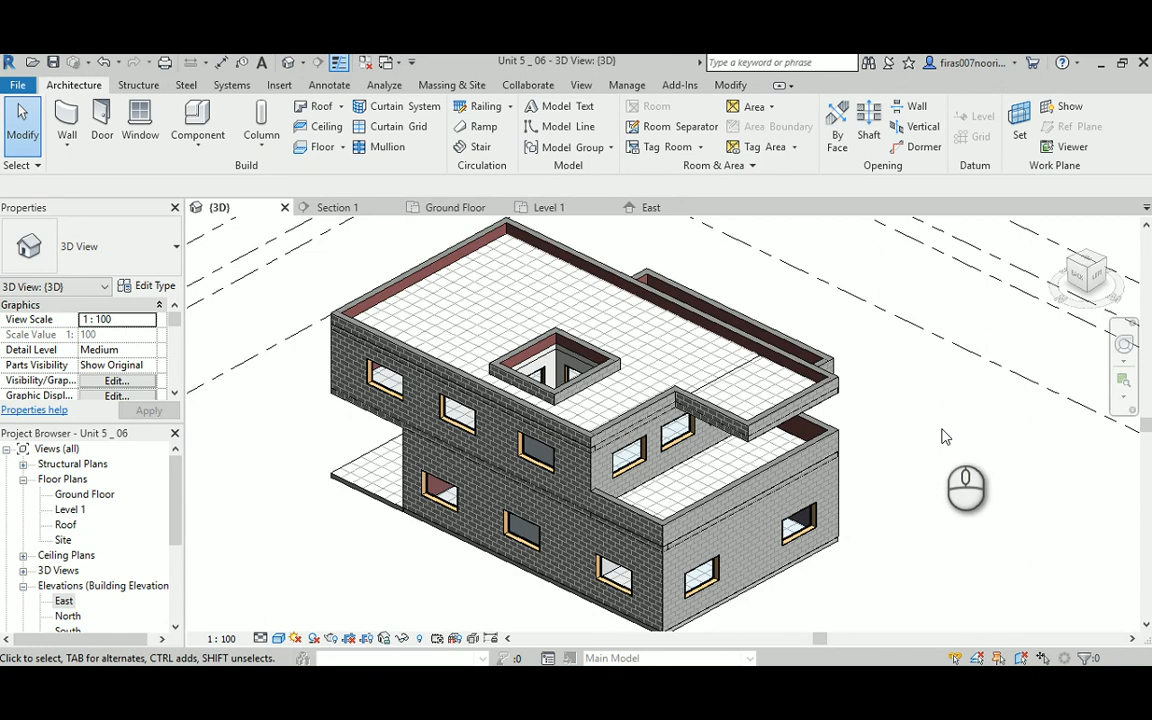 Unit 5 _ 06 - 3D View: {3D}
Type a keyword or phrase
firas007noori...
File Architecture Structure Steel Systems Insert Annotate Analyze Massing & Site Collaborate View Manage Add-Ins Modify
Modify
Wall
Door
Window
Component
Column
Roof
Ceiling
Floor
Curtain System
Curtain Grid
Mullion
Railing
Ramp
Stair
Model Text
Model Line
Model Group
Room
Room Separator
Tag Room
Area
Area Boundary
Tag Area
By
Face
Shaft
Wall
Vertical
Dormer
Level
Grid
Set
Show
Ref Plane
Viewer
Select
Build
Circulation
Model
Room & Area
Opening
Datum
Work Plane
Properties
{3D}
Section 1
Ground Floor
Level 1
East
3D View
3D View: {3D}
Edit Type
Graphics
View Scale 1 : 100
Scale Value 1: 100
Detail Level Medium
Parts Visibility Show Original
Visibility/Grap... Edit...
Graphic Displ... Edit...
Properties help
Apply
Project Browser - Unit 5 _ 06
Views (all)
Structural Plans
Floor Plans
Ground Floor
Level 1
Roof
Site
Ceiling Plans
3D Views
Elevations (Building Elevation
East
North
South
BACK
LEFT
1 : 100
Click to select, TAB for alternates, CTRL adds, SHIFT unselects.
:0
Main Model
:0